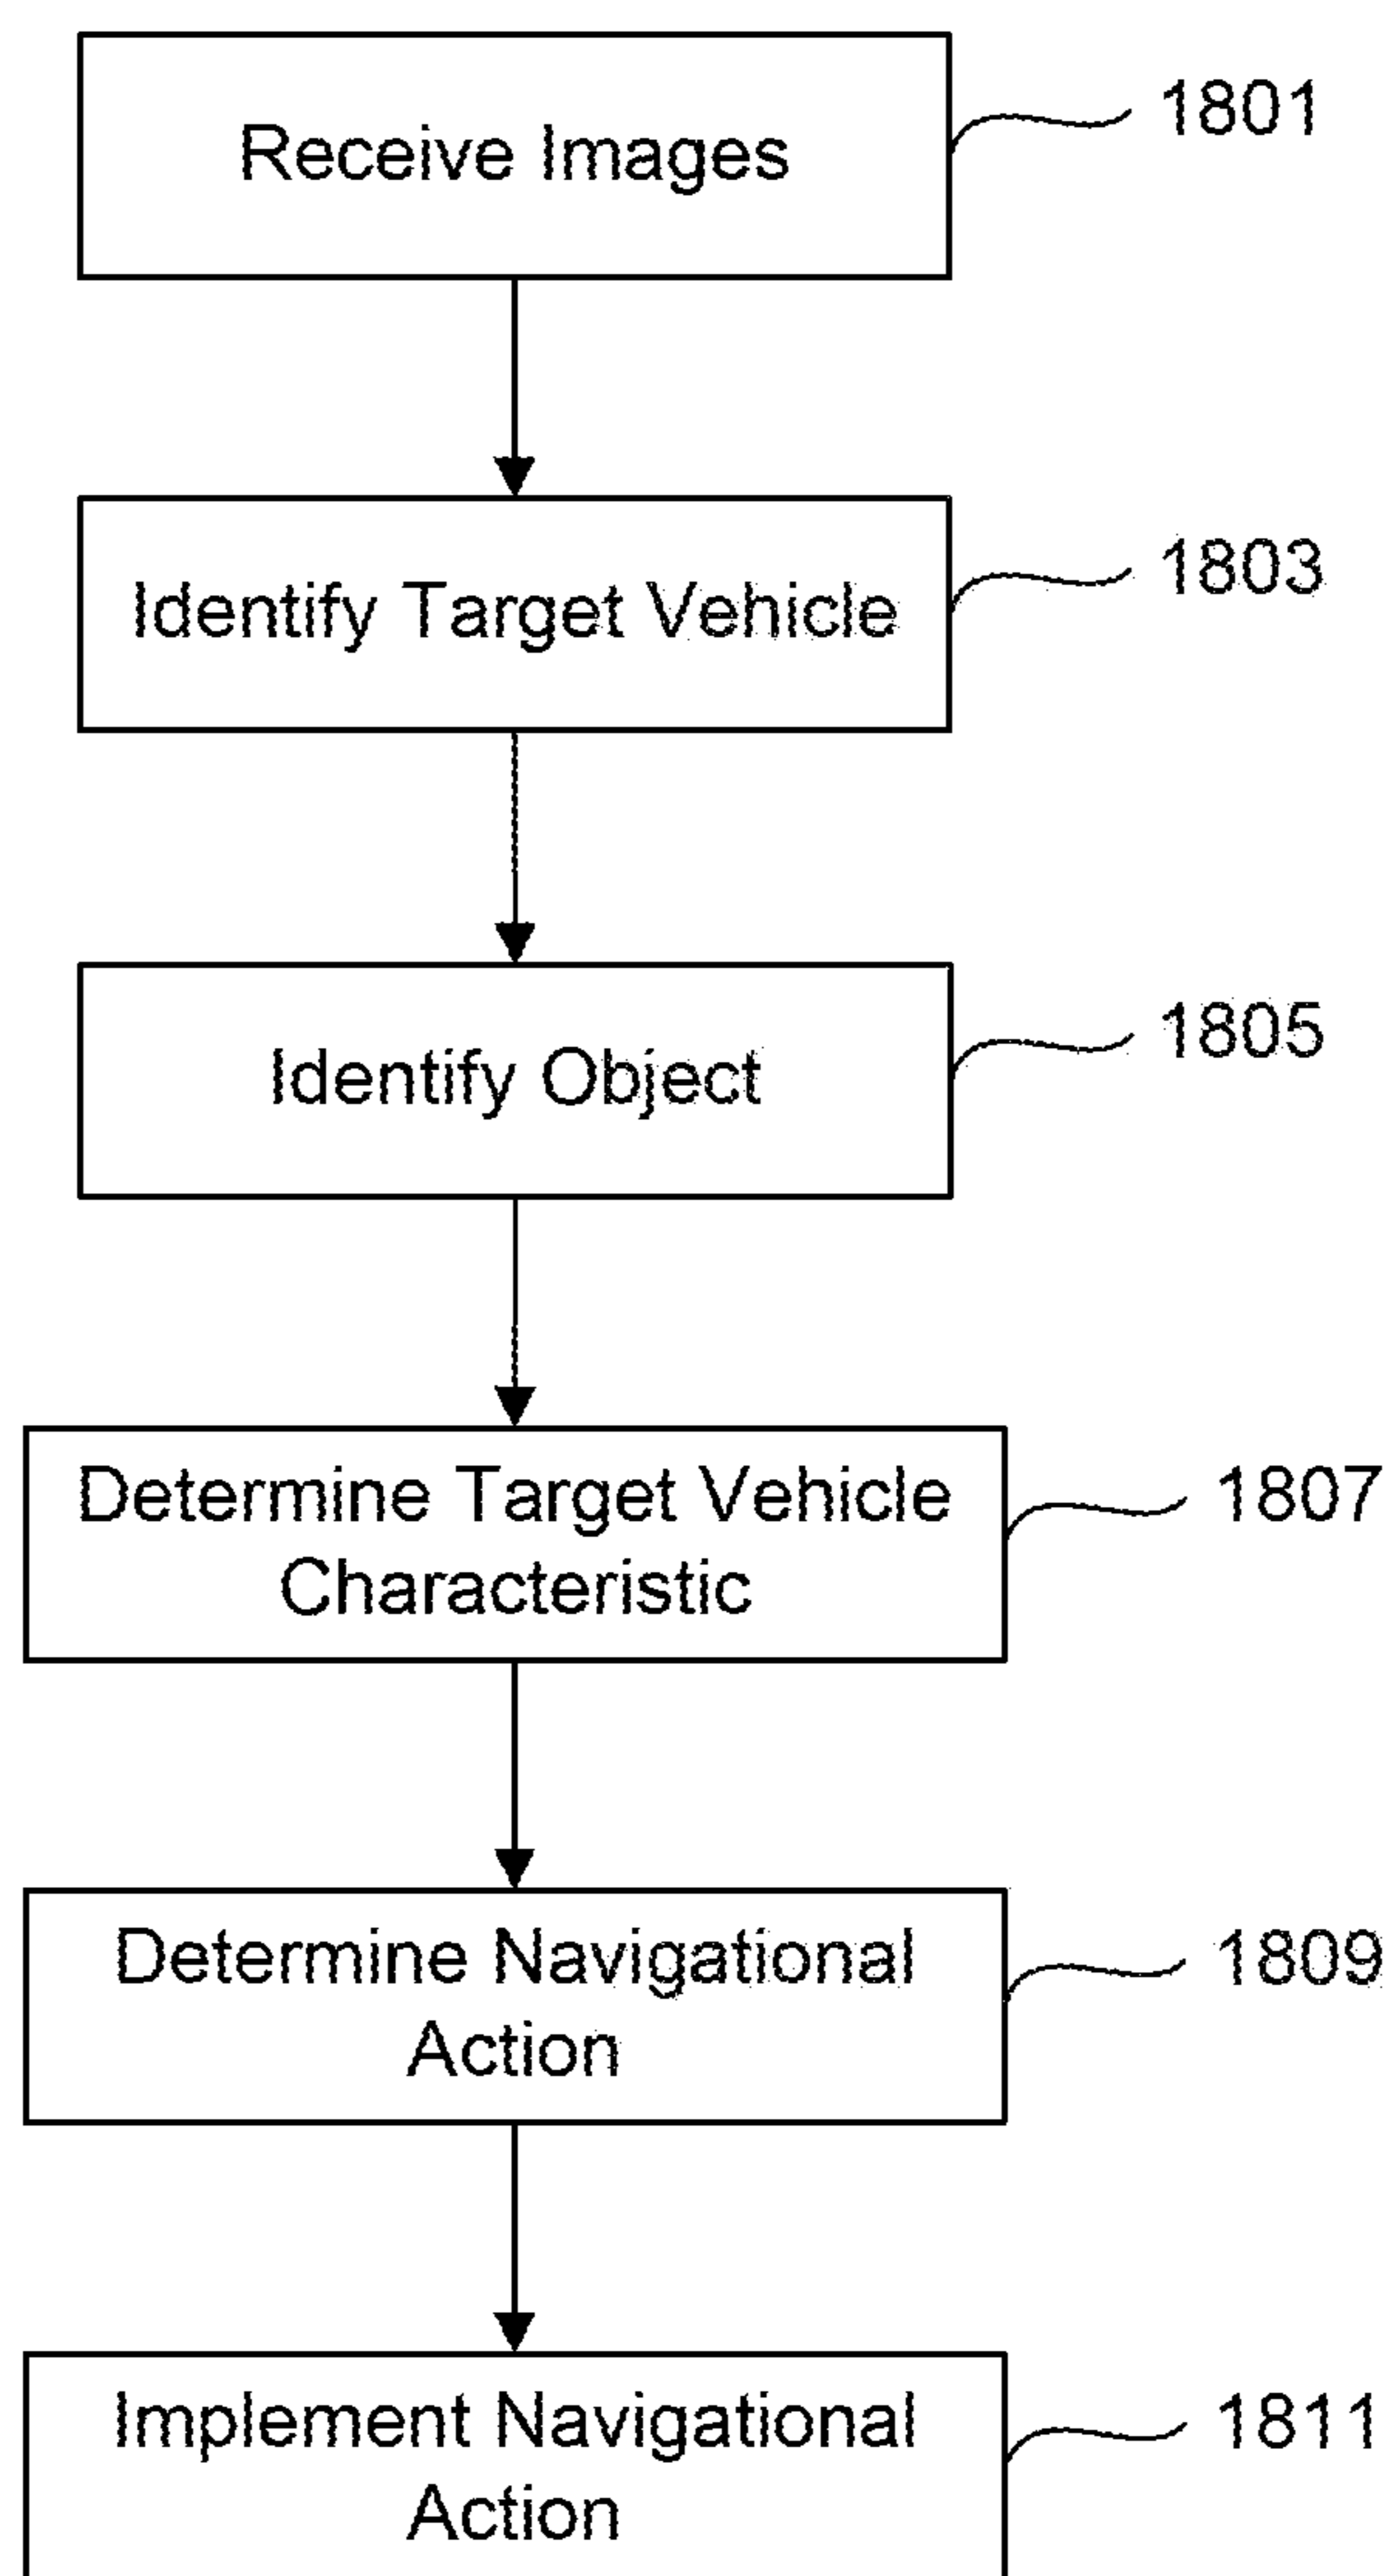 Receive Images
1801
Identify Target Vehicle
1803
Identify Object
1805
Determine Target Vehicle
Characteristic
1807
Determine Navigational
Action
1809
Implement Navigational
Action
1811